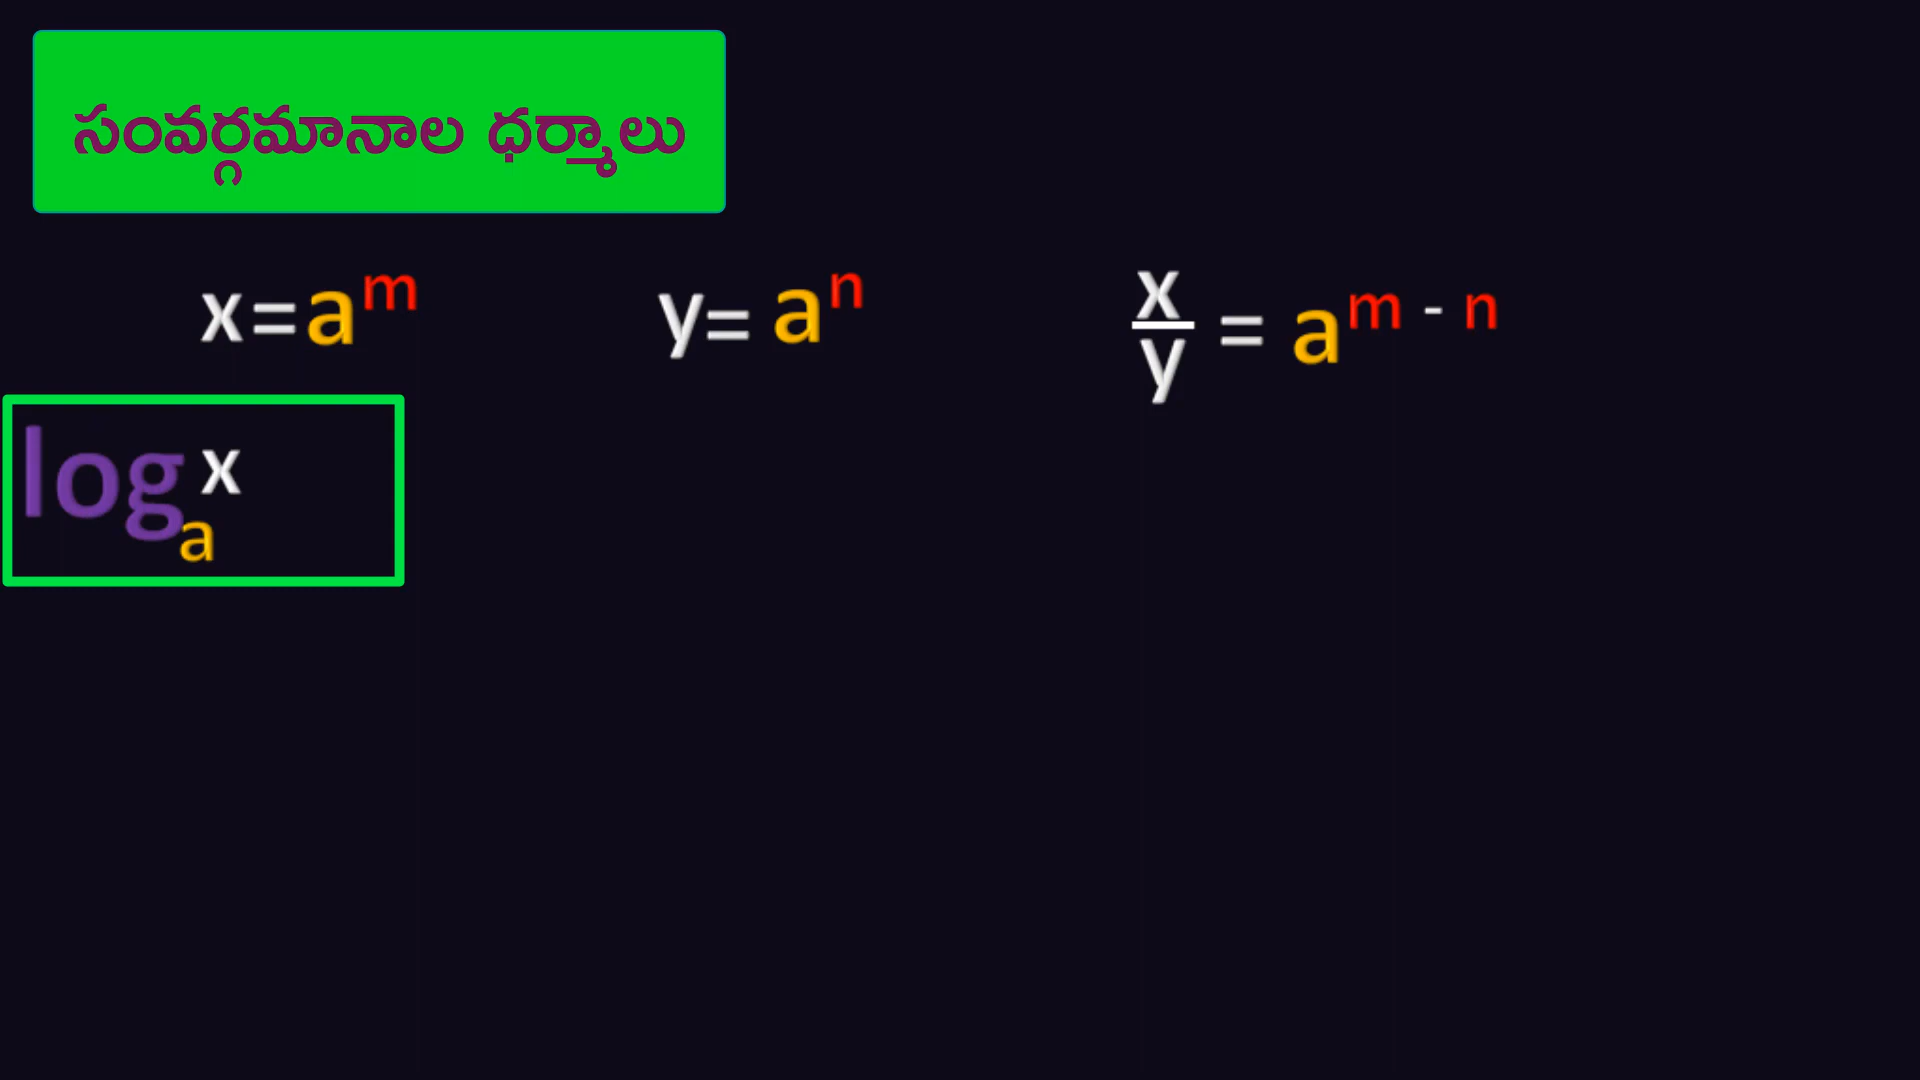 సంవర్గమానాల ధర్మాలు
x=a^m y= a^n x/y = a^(m - n)
log_a x